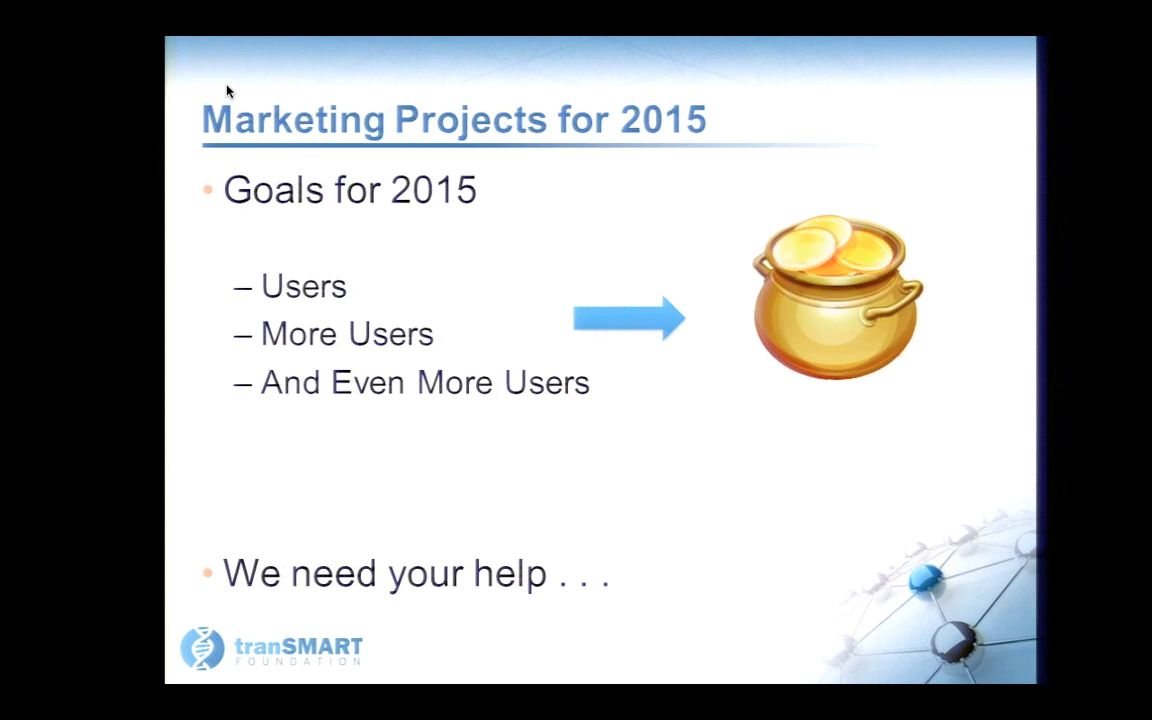 Marketing Projects for 2015
• Goals for 2015
– Users
– More Users
– And Even More Users
• We need your help . . .
tranSMART
FOUNDATION